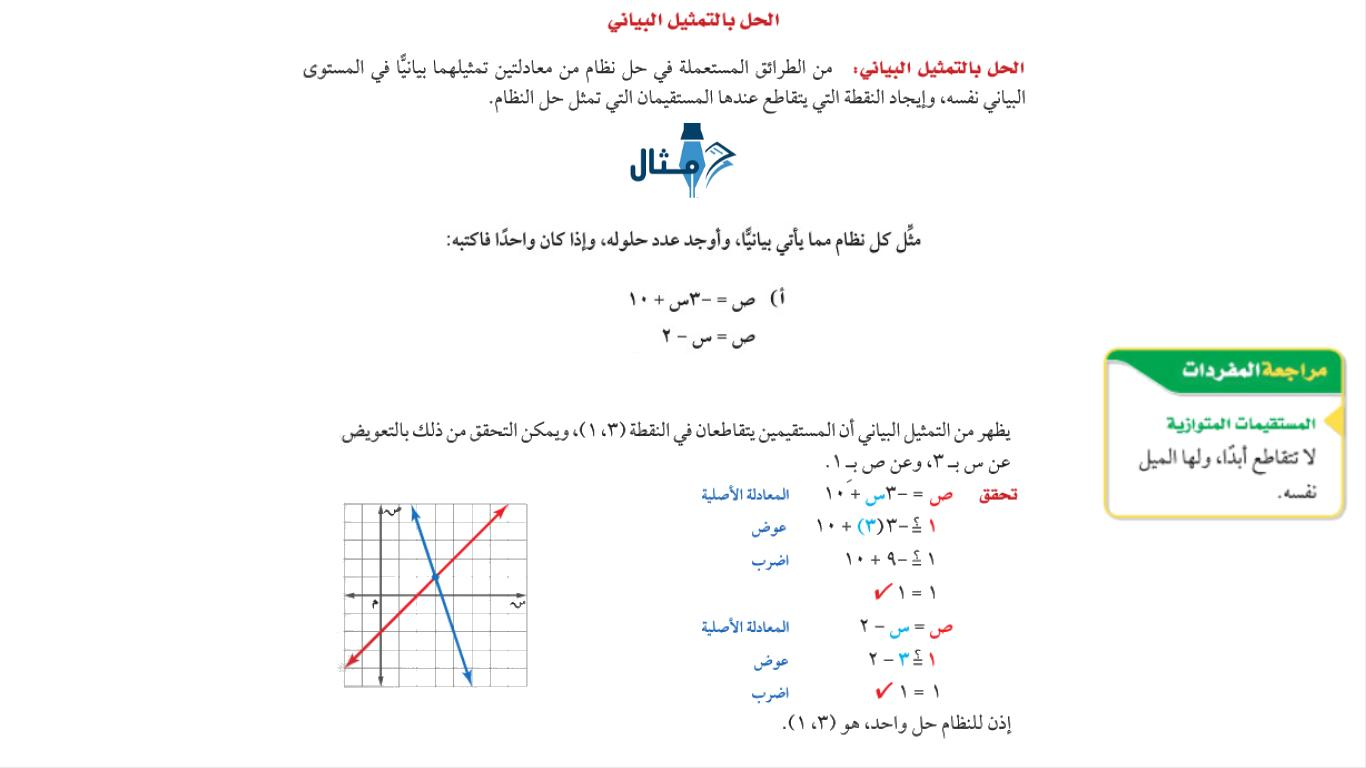 الحل بالتمثيل البياني
الحل بالتمثيل البياني: من الطرائق المستعملة في حل نظام من معادلتين تمثيلهما بيانيًّا في المستوى
البياني نفسه، وإيجاد النقطة التي يتقاطع عندها المستقيمان التي تمثل حل النظام.
مثال
مثِّل كل نظام مما يأتي بيانيًّا، وأوجد عدد حلوله، وإذا كان واحدًا فاكتبه:
أ) ص = -٣س + ١٠
ص = س - ٢
مراجعة المفردات
المستقيمات المتوازية
لا تتقاطع أبدًا، ولها الميل
نفسه.
يظهر من التمثيل البياني أن المستقيمين يتقاطعان في النقطة (٣، ١)، ويمكن التحقق من ذلك بالتعويض
عن س بـ ٣، وعن ص بـ ١.
تحقق ص = -٣س + ١٠ المعادلة الأصلية
١ ≟ -٣(٣) + ١٠ عوض
١ ≟ -٩ + ١٠ اضرب
١ = ١ ✓
ص = س - ٢ المعادلة الأصلية
١ ≟ ٣ - ٢ عوض
١ = ١ ✓ اضرب
إذن للنظام حل واحد، هو (٣، ١).
ص
م
س